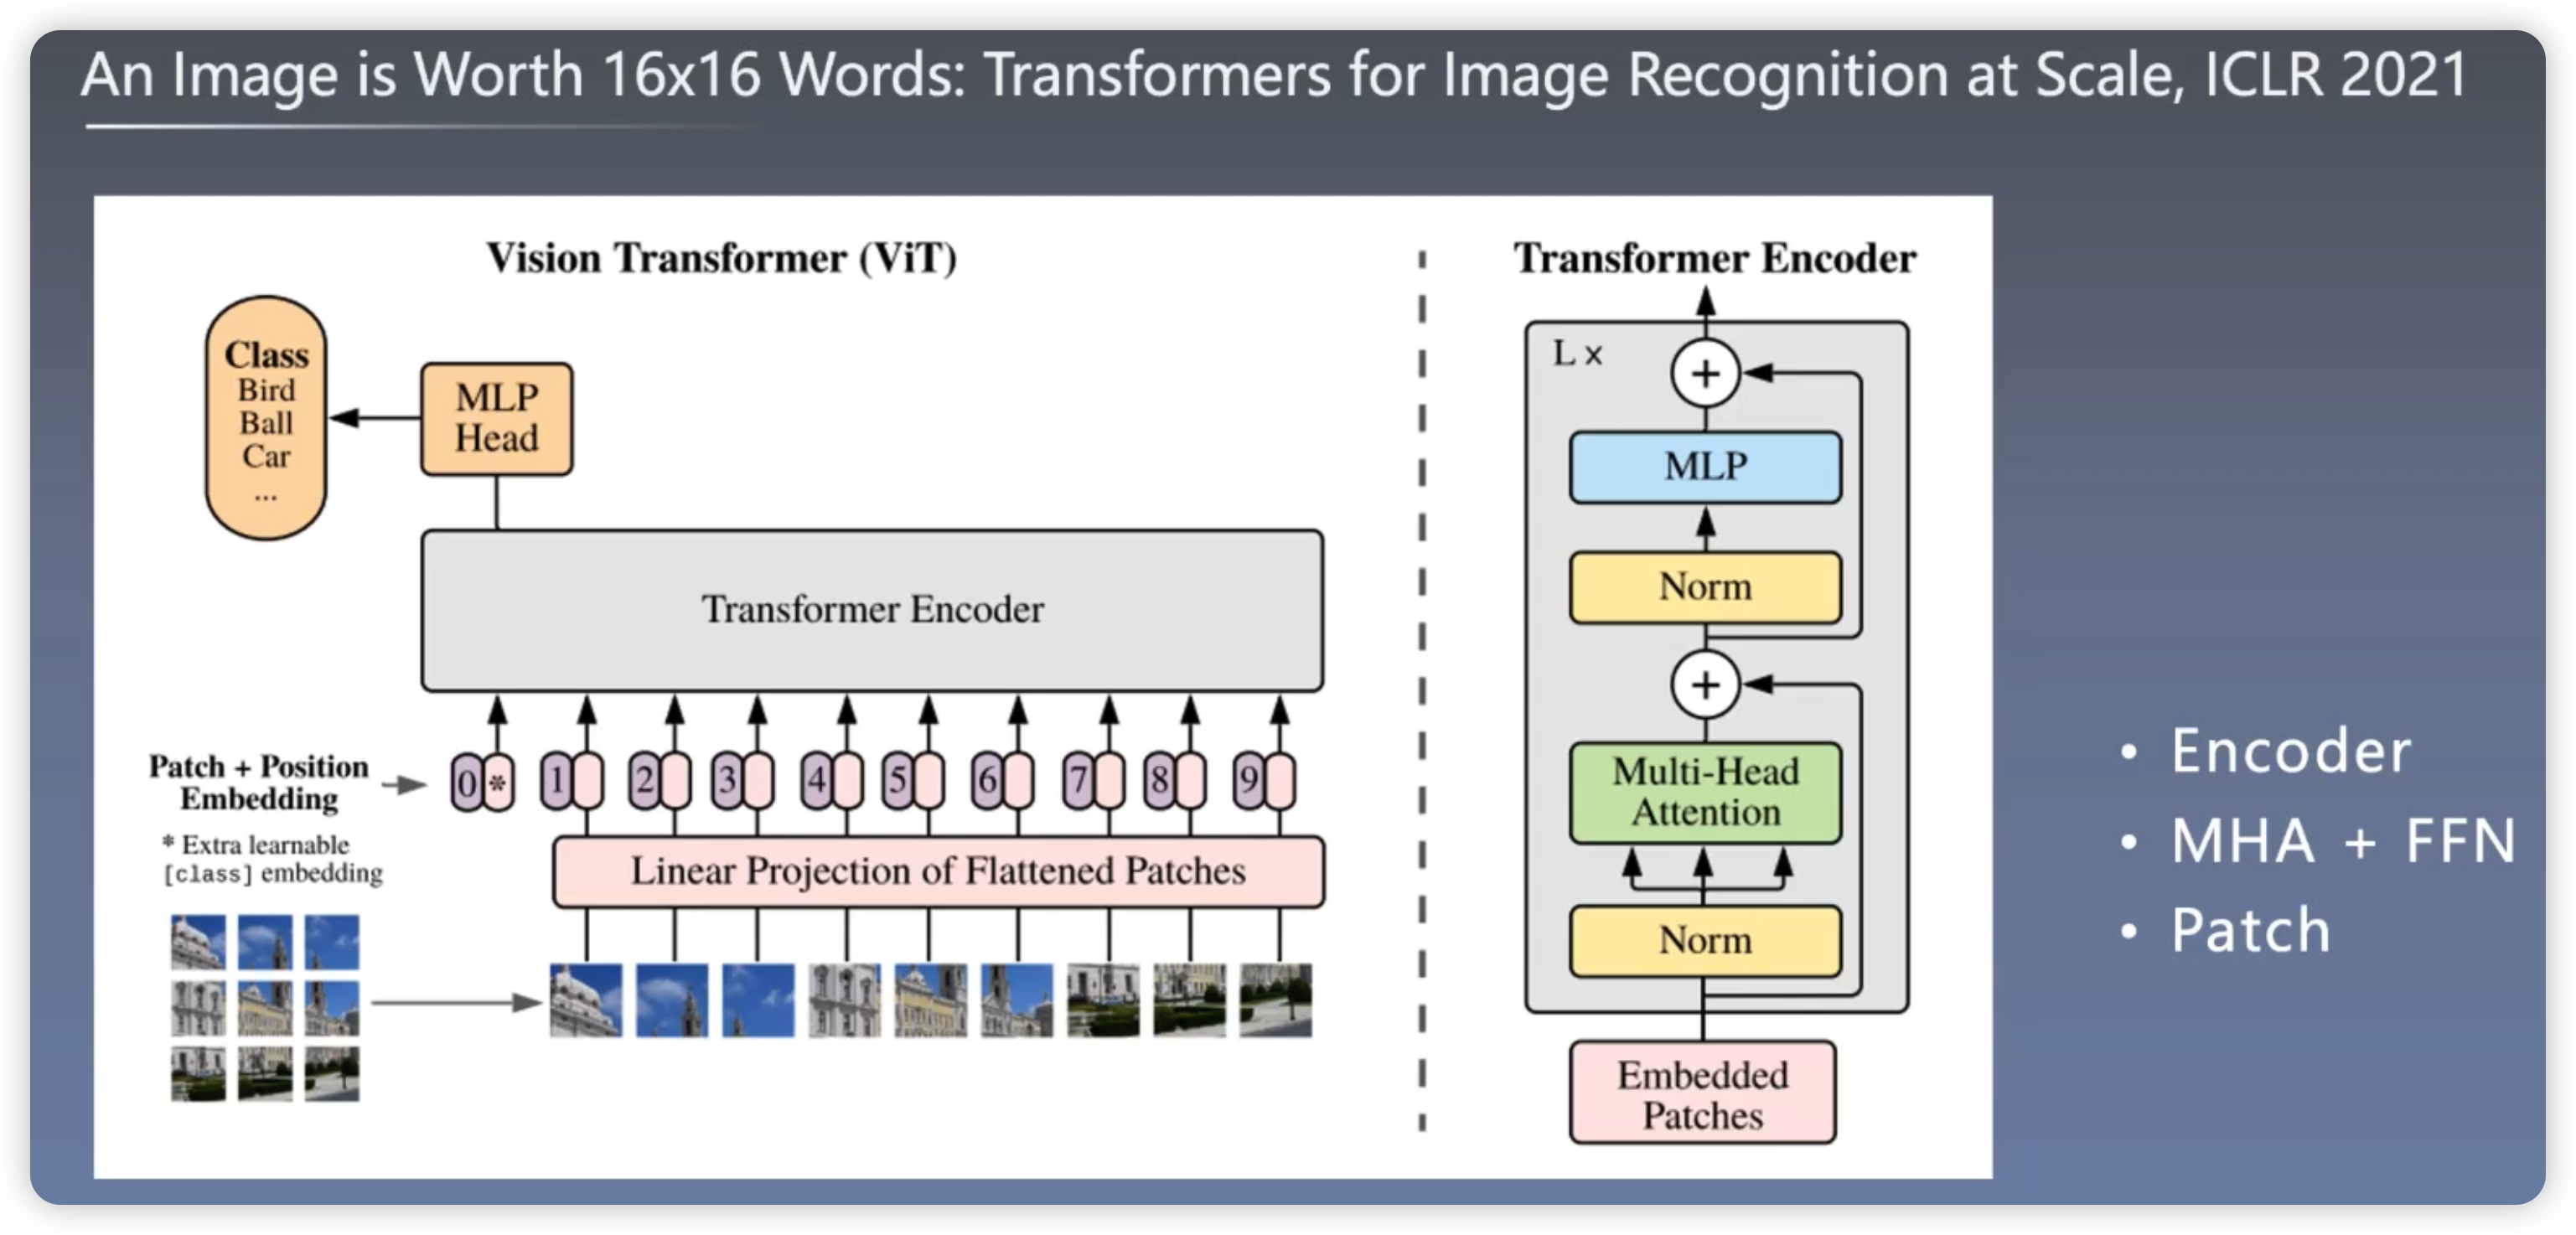 An Image is Worth 16x16 Words: Transformers for Image Recognition at Scale, ICLR 2021
Vision Transformer (ViT)
Class
Bird
Ball
Car
...
MLP
Head
Transformer Encoder
Patch + Position
Embedding
* Extra learnable
[class] embedding
0 * 1 2 3 4 5 6 7 8 9
Linear Projection of Flattened Patches
Transformer Encoder
L x
+
MLP
Norm
+
Multi-Head
Attention
Norm
Embedded
Patches
• Encoder
• MHA + FFN
• Patch